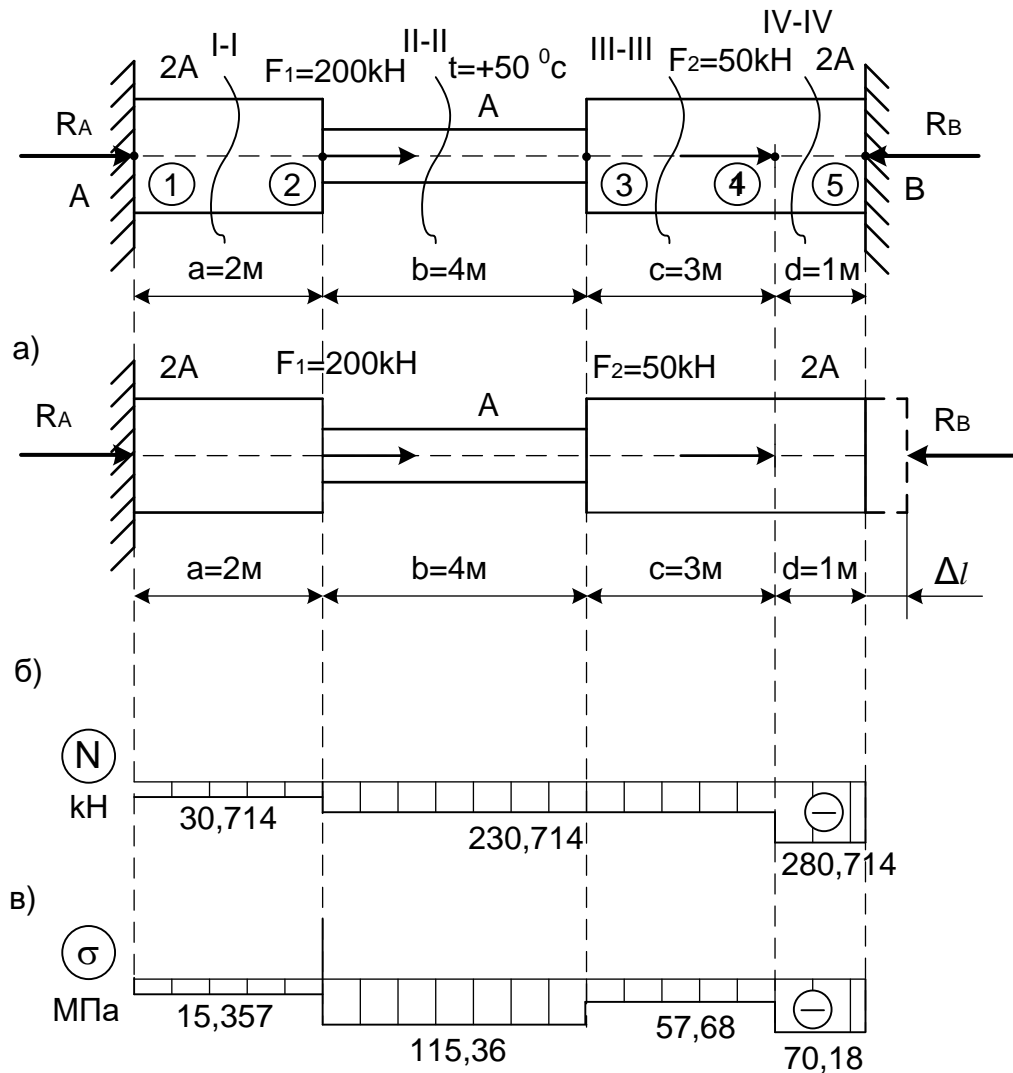 I-I II-II III-III IV-IV
2A F1=200kH t=+50 ⁰c F2=50kH 2A
A
RA RB
A 1 2 3 4 5 B
a=2м b=4м c=3м d=1м
а)
2A F1=200kH A F2=50kH 2A
RA RB
a=2м b=4м c=3м d=1м Δl
б)
N
kH
30,714 230,714 280,714
в)
σ
МПа
15,357 115,36 57,68 70,18